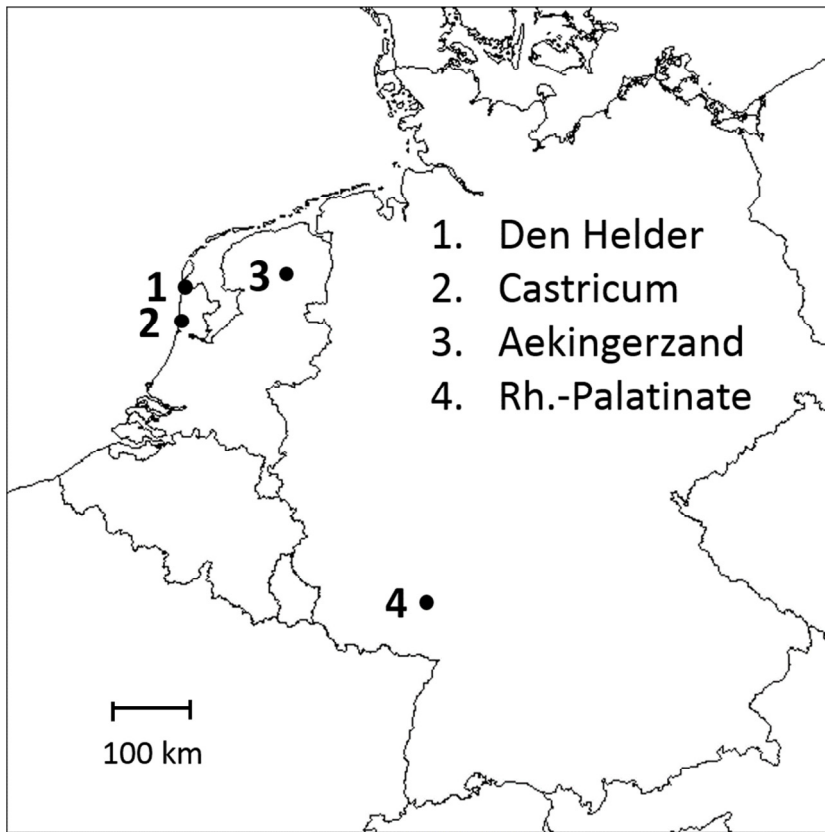 1. Den Helder
2. Castricum
3. Aekingerzand
4. Rh.-Palatinate
1
2
3
4
100 km